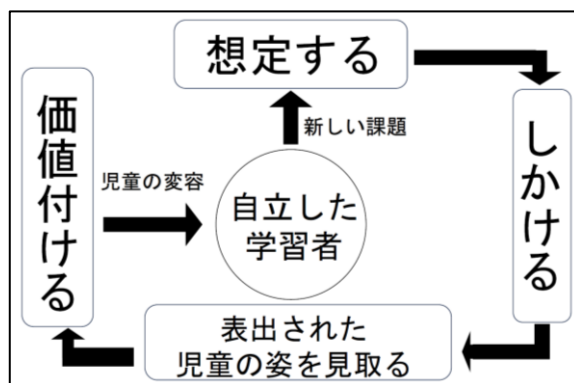 想定する
新しい課題
価値付ける
児童の変容
自立した
学習者
しかける
表出された
児童の姿を見取る